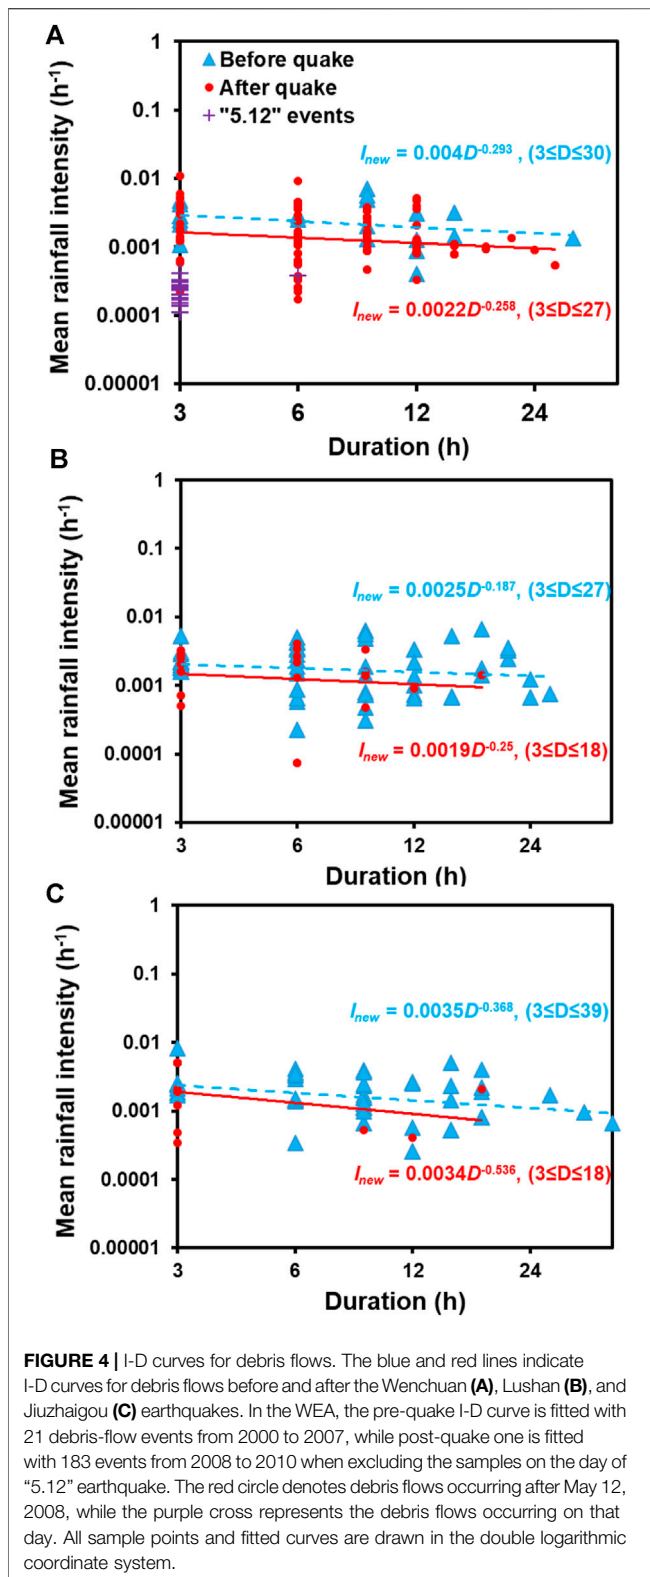 A
1
Before quake
After quake
"5.12" events
0.1
0.01
0.001
0.0001
0.00001
Mean rainfall intensity (h-1)
Inew = 0.004D-0.293 , (3≤D≤30)
Inew = 0.0022D-0.258, (3≤D≤27)
3 6 12 24
Duration (h)
B
1
0.1
0.01
0.001
0.0001
0.00001
Mean rainfall intensity (h-1)
Inew = 0.0025D-0.187, (3≤D≤27)
Inew = 0.0019D-0.25, (3≤D≤18)
3 6 12 24
Duration (h)
C
1
0.1
0.01
0.001
0.0001
0.00001
Mean rainfall intensity (h-1)
Inew = 0.0035D-0.368, (3≤D≤39)
Inew = 0.0034D-0.536, (3≤D≤18)
3 6 12 24
Duration (h)
FIGURE 4 | I-D curves for debris flows. The blue and red lines indicate
I-D curves for debris flows before and after the Wenchuan (A), Lushan (B), and
Jiuzhaigou (C) earthquakes. In the WEA, the pre-quake I-D curve is fitted with
21 debris-flow events from 2000 to 2007, while post-quake one is fitted
with 183 events from 2008 to 2010 when excluding the samples on the day of
“5.12” earthquake. The red circle denotes debris flows occurring after May 12,
2008, while the purple cross represents the debris flows occurring on that
day. All sample points and fitted curves are drawn in the double logarithmic
coordinate system.